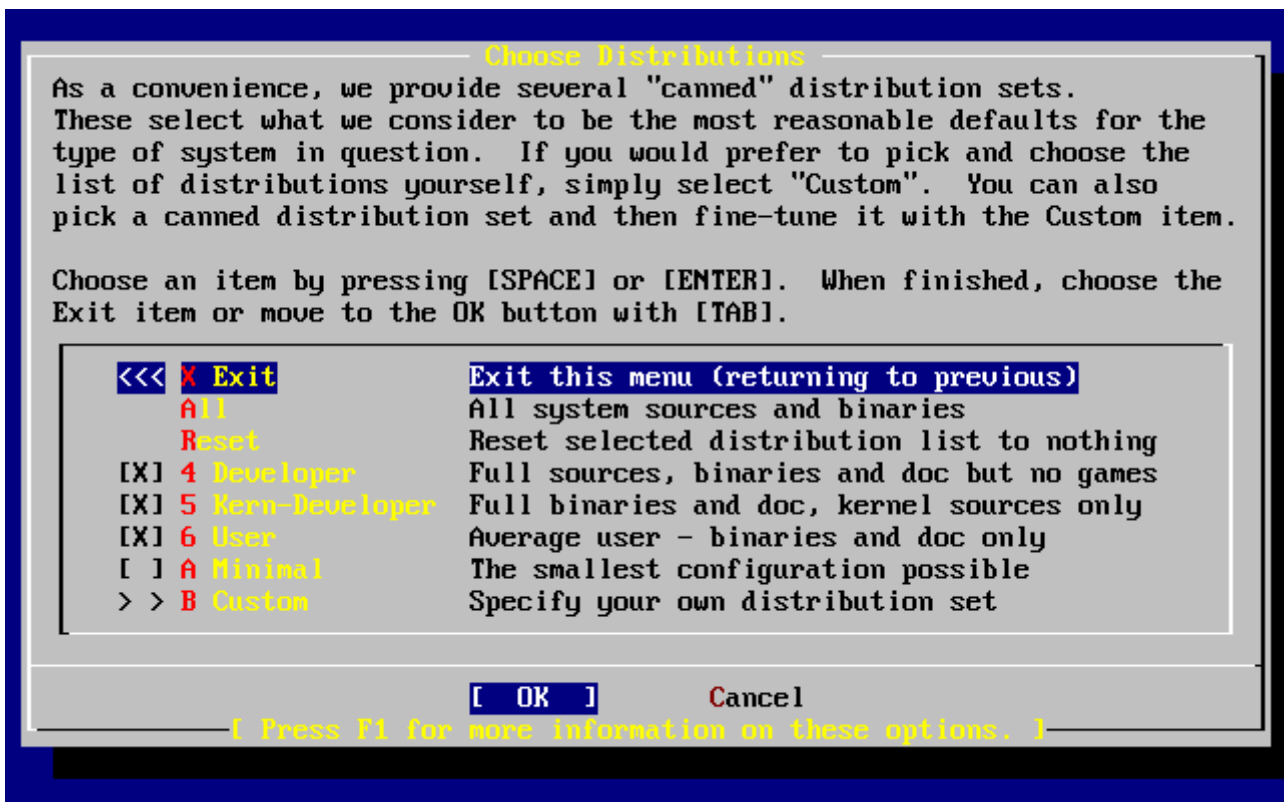 Choose Distributions
As a convenience, we provide several "canned" distribution sets.
These select what we consider to be the most reasonable defaults for the
type of system in question.  If you would prefer to pick and choose the
list of distributions yourself, simply select "Custom".  You can also
pick a canned distribution set and then fine-tune it with the Custom item.
Choose an item by pressing [SPACE] or [ENTER].  When finished, choose the
Exit item or move to the OK button with [TAB].
<<< X Exit Exit this menu (returning to previous)
All All system sources and binaries
Reset Reset selected distribution list to nothing
[X] 4 Developer Full sources, binaries and doc but no games
[X] 5 Kern-Developer Full binaries and doc, kernel sources only
[X] 6 User Average user - binaries and doc only
[ ] A Minimal The smallest configuration possible
> > B Custom Specify your own distribution set
[ OK ] Cancel
[ Press F1 for more information on these options. ]